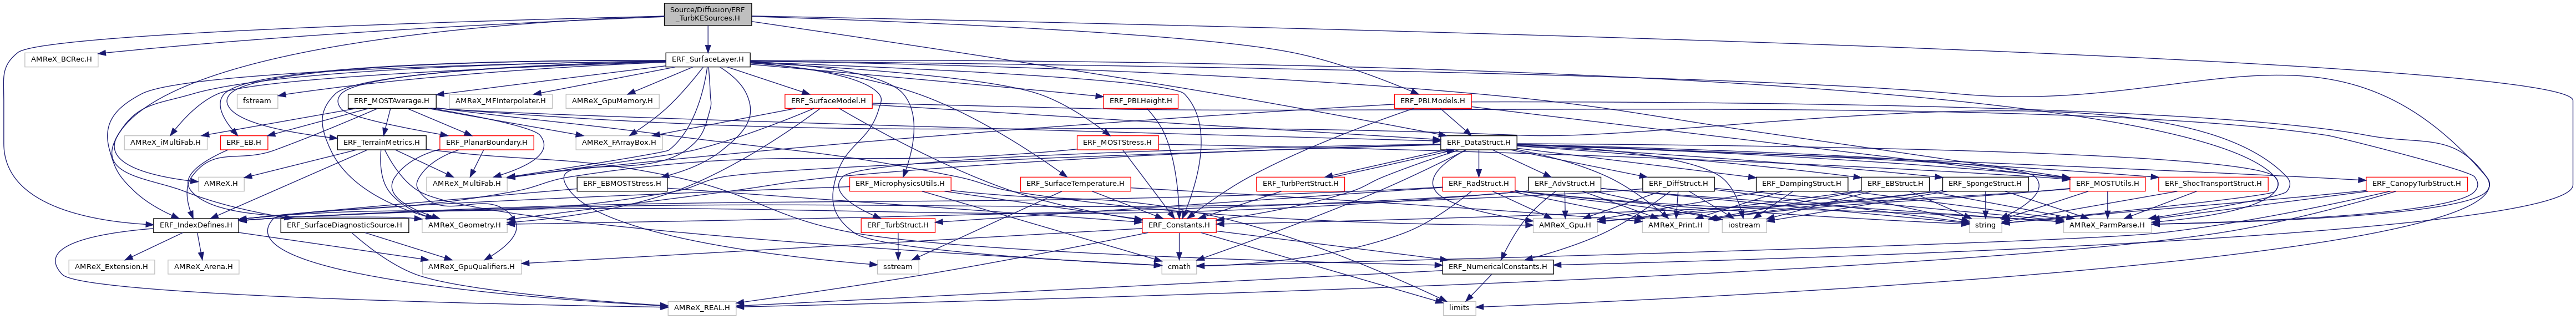 Source/Diffusion/ERF
_TurbKESources.H
AMReX_BCRec.H
ERF_SurfaceLayer.H
fstream
ERF_MOSTAverage.H
AMReX_MFInterpolater.H
AMReX_GpuMemory.H
ERF_SurfaceModel.H
ERF_PBLHeight.H
ERF_PBLModels.H
AMReX_iMultiFab.H
ERF_EB.H
ERF_TerrainMetrics.H
ERF_PlanarBoundary.H
AMReX_FArrayBox.H
ERF_MOSTStress.H
ERF_DataStruct.H
AMReX.H
AMReX_MultiFab.H
ERF_EBMOSTStress.H
ERF_MicrophysicsUtils.H
ERF_SurfaceTemperature.H
ERF_TurbPertStruct.H
ERF_RadStruct.H
ERF_AdvStruct.H
ERF_DiffStruct.H
ERF_DampingStruct.H
ERF_EBStruct.H
ERF_SpongeStruct.H
ERF_MOSTUtils.H
ERF_ShocTransportStruct.H
ERF_CanopyTurbStruct.H
ERF_IndexDefines.H
ERF_SurfaceDiagnosticSource.H
AMReX_Geometry.H
ERF_TurbStruct.H
ERF_Constants.H
AMReX_Gpu.H
AMReX_Print.H
iostream
string
AMReX_ParmParse.H
AMReX_Extension.H
AMReX_Arena.H
AMReX_GpuQualifiers.H
sstream
cmath
ERF_NumericalConstants.H
AMReX_REAL.H
limits